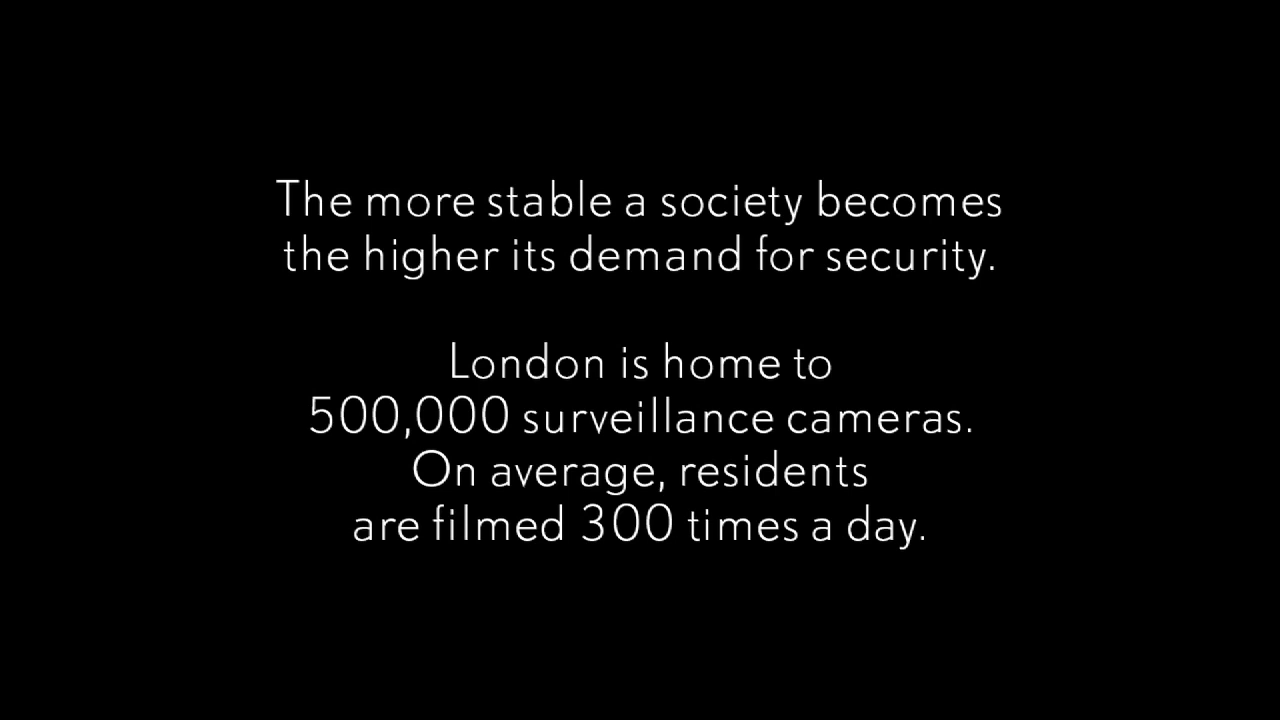 The more stable a society becomes
the higher its demand for security.
London is home to
500,000 surveillance cameras.
On average, residents
are filmed 300 times a day.